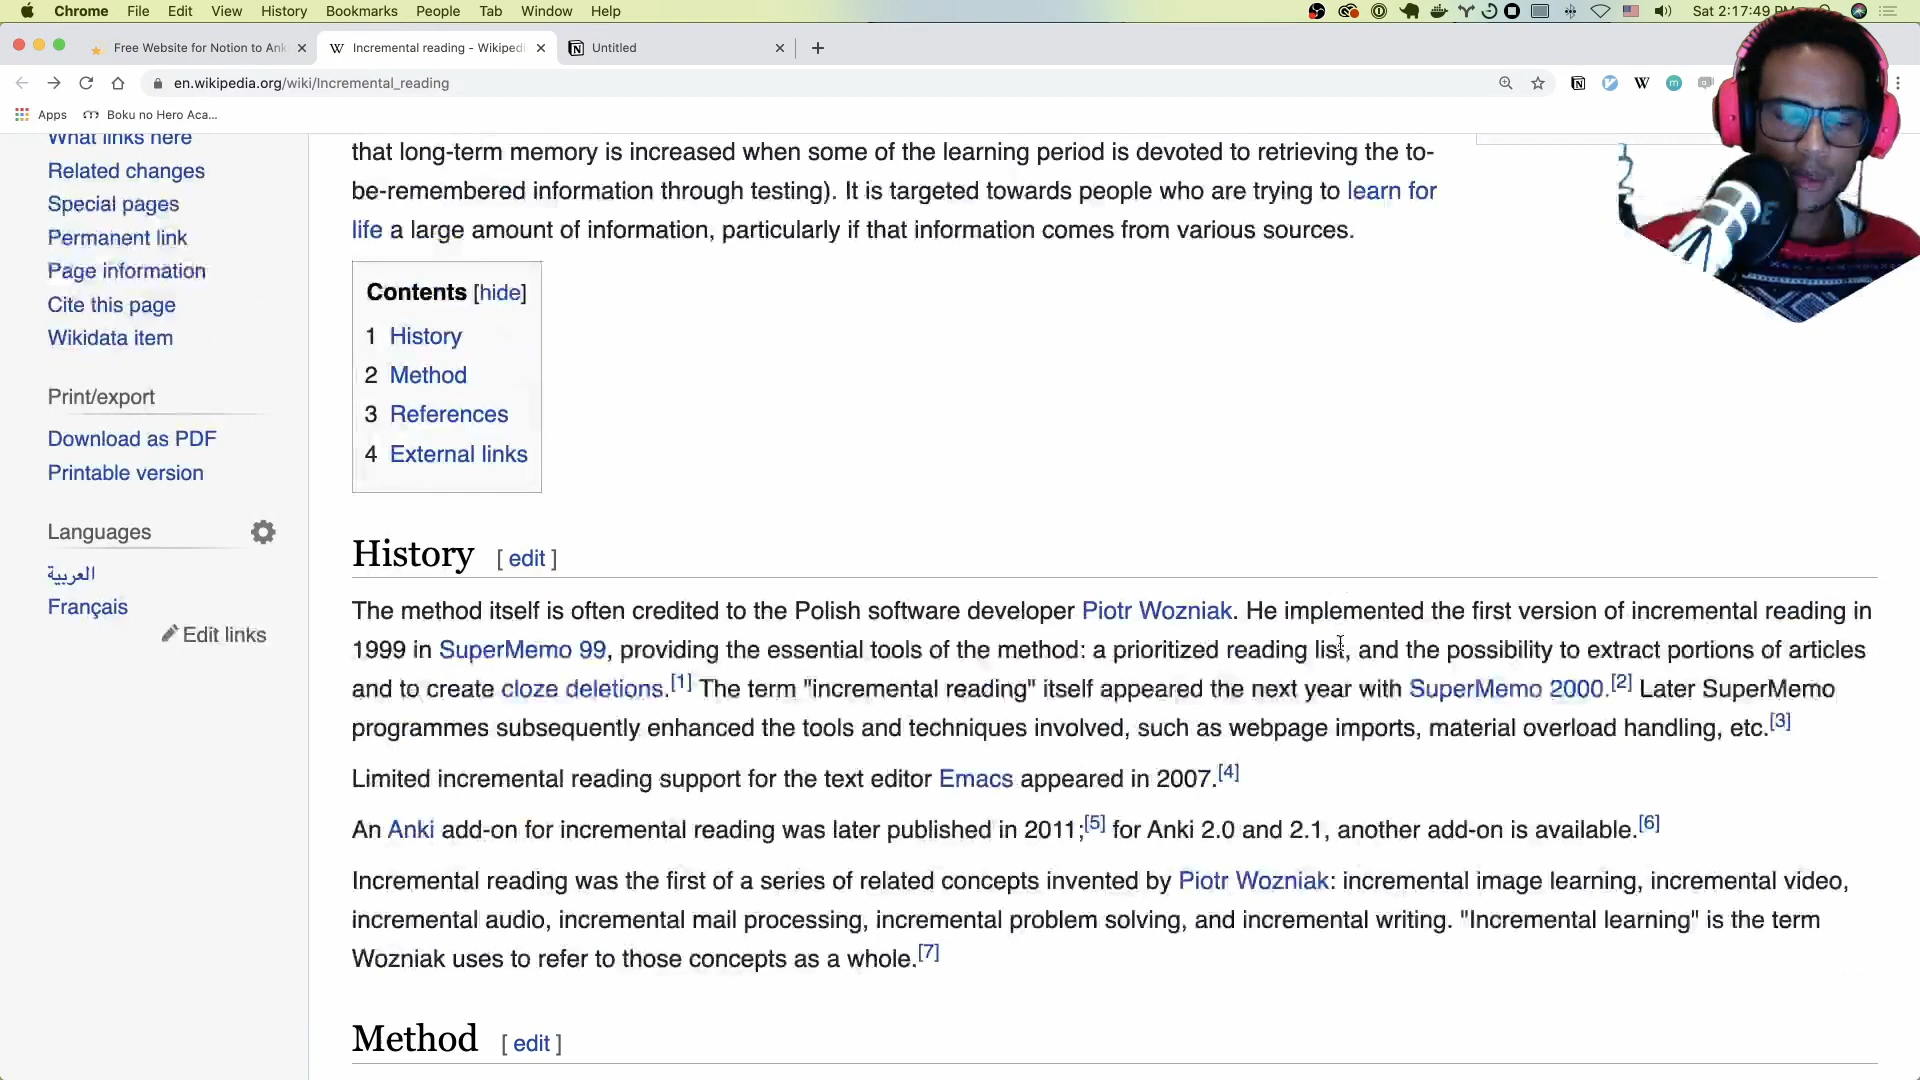 Chrome File Edit View History Bookmarks People Tab Window Help Sat 2:17:49 PM
Free Website for Notion to Ank Incremental reading - Wikiped Untitled
en.wikipedia.org/wiki/Incremental_reading
Apps Boku no Hero Aca...
What links here
Related changes
Special pages
Permanent link
Page information
Cite this page
Wikidata item
Print/export
Download as PDF
Printable version
Languages
العربية
Français
Edit links
that long-term memory is increased when some of the learning period is devoted to retrieving the to-
be-remembered information through testing). It is targeted towards people who are trying to learn for
life a large amount of information, particularly if that information comes from various sources.
Contents [hide]
1 History
2 Method
3 References
4 External links
History [ edit ]
The method itself is often credited to the Polish software developer Piotr Wozniak. He implemented the first version of incremental reading in
1999 in SuperMemo 99, providing the essential tools of the method: a prioritized reading list, and the possibility to extract portions of articles
and to create cloze deletions.[1] The term "incremental reading" itself appeared the next year with SuperMemo 2000.[2] Later SuperMemo
programmes subsequently enhanced the tools and techniques involved, such as webpage imports, material overload handling, etc.[3]
Limited incremental reading support for the text editor Emacs appeared in 2007.[4]
An Anki add-on for incremental reading was later published in 2011;[5] for Anki 2.0 and 2.1, another add-on is available.[6]
Incremental reading was the first of a series of related concepts invented by Piotr Wozniak: incremental image learning, incremental video,
incremental audio, incremental mail processing, incremental problem solving, and incremental writing. "Incremental learning" is the term
Wozniak uses to refer to those concepts as a whole.[7]
Method [ edit ]